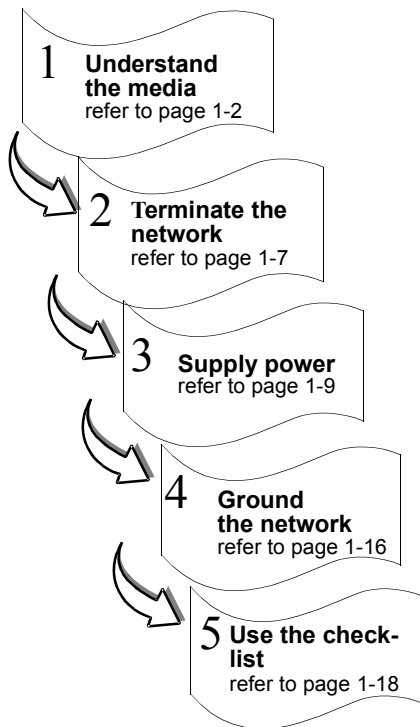 1 Understand
the media
refer to page 1-2
2 Terminate the
network
refer to page 1-7
3 Supply power
refer to page 1-9
4 Ground
the network
refer to page 1-16
5 Use the check-
list
refer to page 1-18